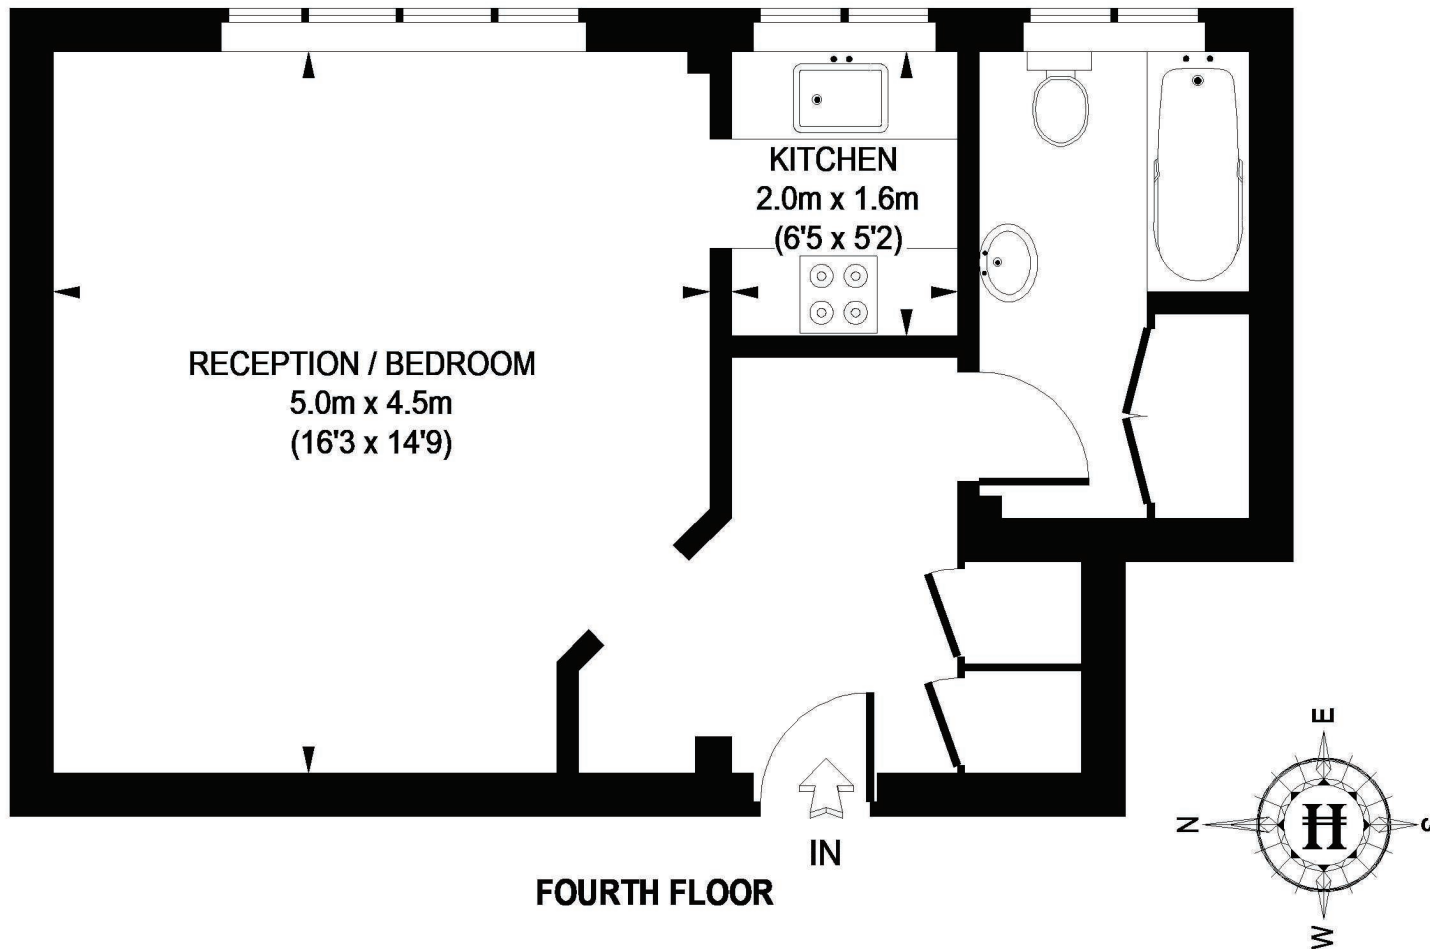 KITCHEN
2.0m x 1.6m
(6'5 x 5'2)
RECEPTION / BEDROOM
5.0m x 4.5m
(16'3 x 14'9)
IN
FOURTH FLOOR
E
N
H
S
W